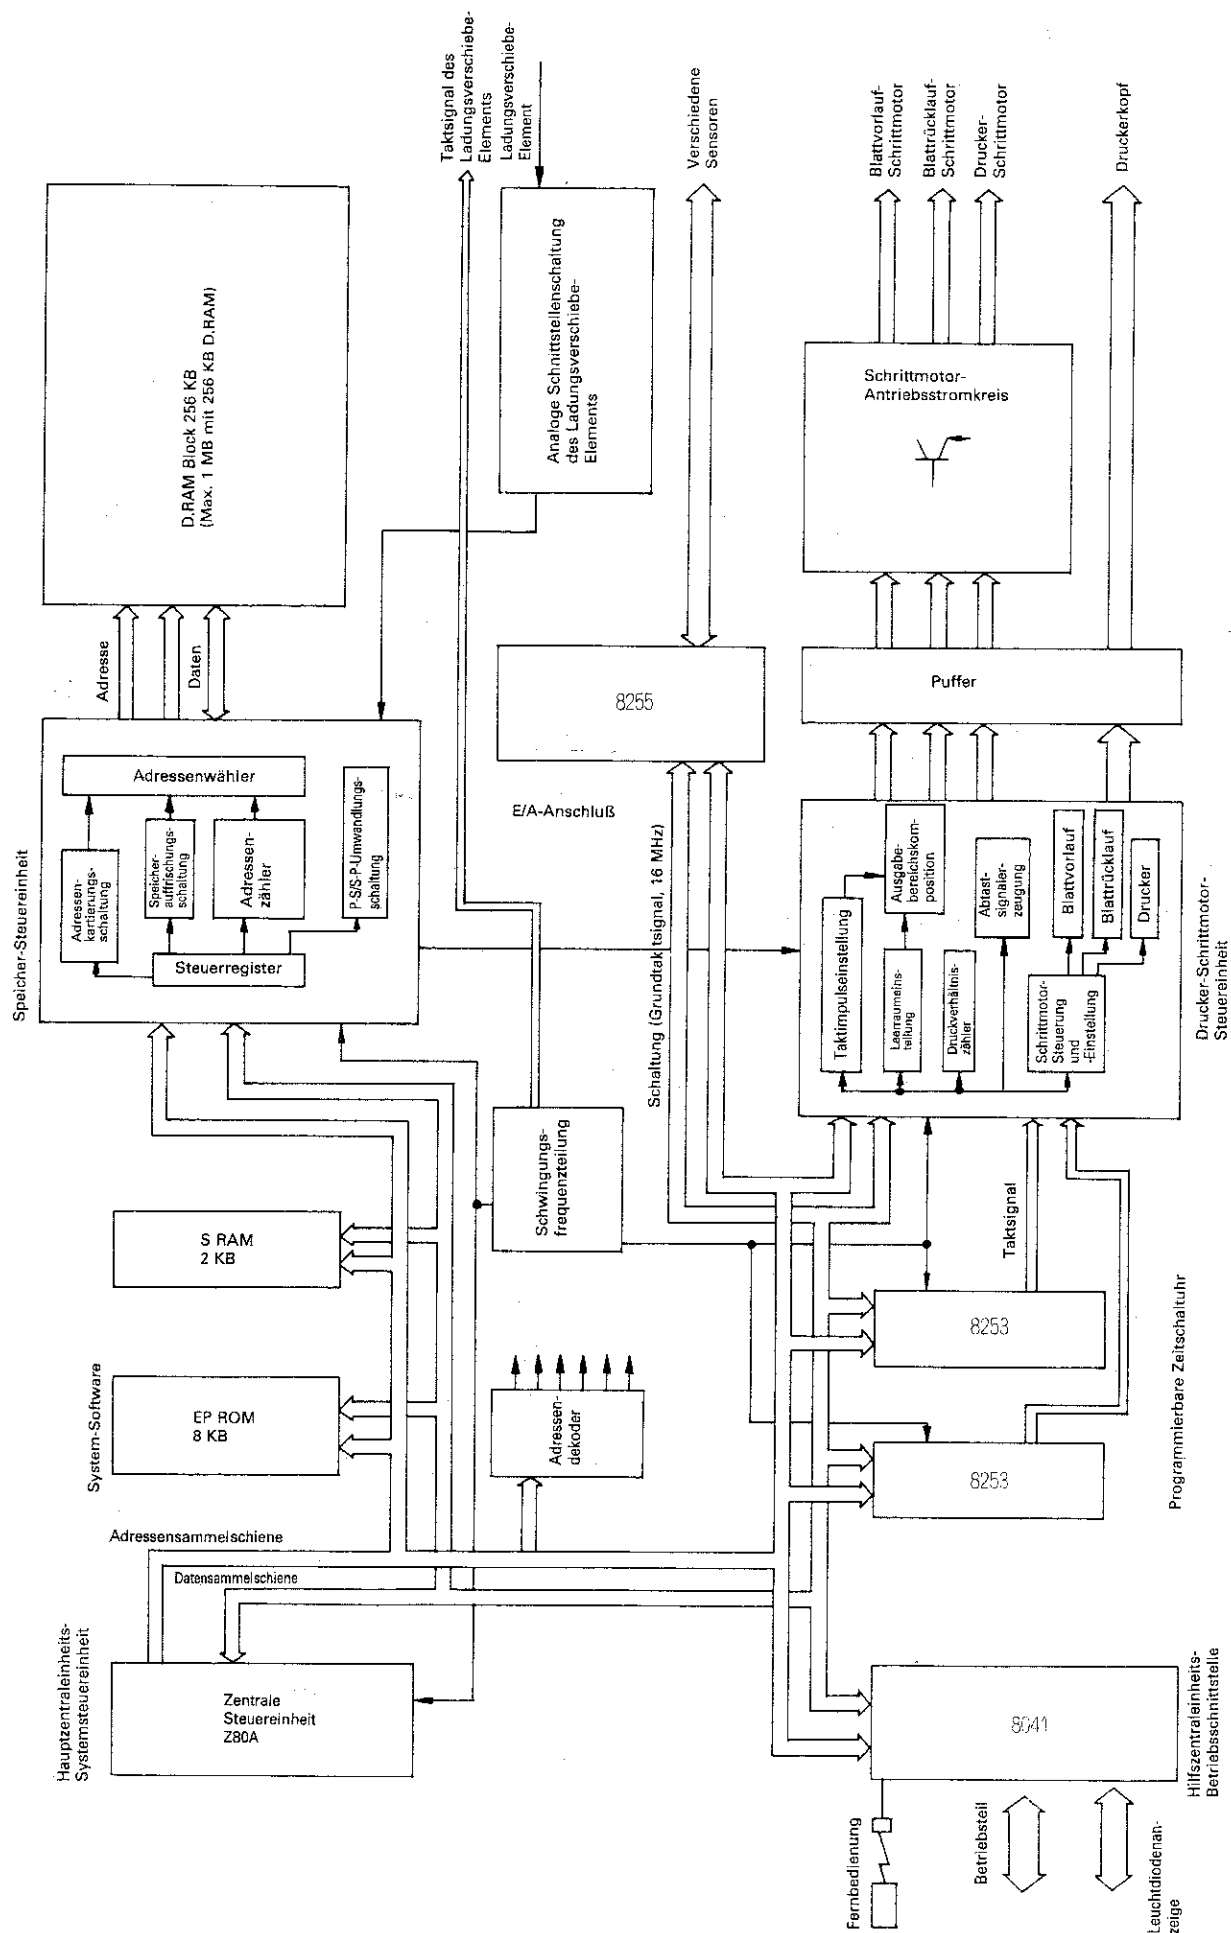 Taktsignal des
Ladungsverschiebe-
Elements
Ladungsverschiebe-
Element
Verschiedene
Sensoren
Blattvorlauf-
Schrittmotor
Blattrücklauf-
Schrittmotor
Drucker-
Schrittmotor
Druckerkopf
D.RAM Block 256 KB
(Max. 1 MB mit 256 KB D.RAM)
Analoge Schnittstellenschaltung
des Ladungsverschiebe-
Elements
Schrittmotor-
Antriebsstromkreis
Adresse
Daten
8255
Puffer
Speicher-Steuereinheit
Adressenwähler
Adressen-
kartierungs-
schaltung
Speicher-
auffrischungs-
schaltung
Adressen-
zähler
P-S/S-P-Umwandlungs-
schaltung
Steuerregister
E/A-Anschluß
Schaltung (Grundtaktsignal, 16 MHz)
Taktimpulseinstellung
Ausgabe-
bereichskom-
position
Leerraumeins-
tellung
Druckverhältnis-
zähler
Abtast-
signaler-
zeugung
Blattvorlauf
Blattrücklauf
Drucker
Schrittmotor-
Steuerung
und
-Einstellung
Drucker-Schrittmotor-
Steuereinheit
S RAM
2 KB
Schwingungs-
frequenzteilung
Taktsignal
8253
System-Software
EP ROM
8 KB
Adressen-
dekoder
8253
Programmierbare Zeitschaltuhr
Adressensammelschiene
Datensammelschiene
Hauptzentraleinheits-
Systemsteuereinheit
Zentrale
Steuereinheit
Z80A
8041
Hilfszentraleinheits-
Betriebsschnittstelle
Fernbedienung
Betriebsteil
Leuchtdiodenan-
zeige